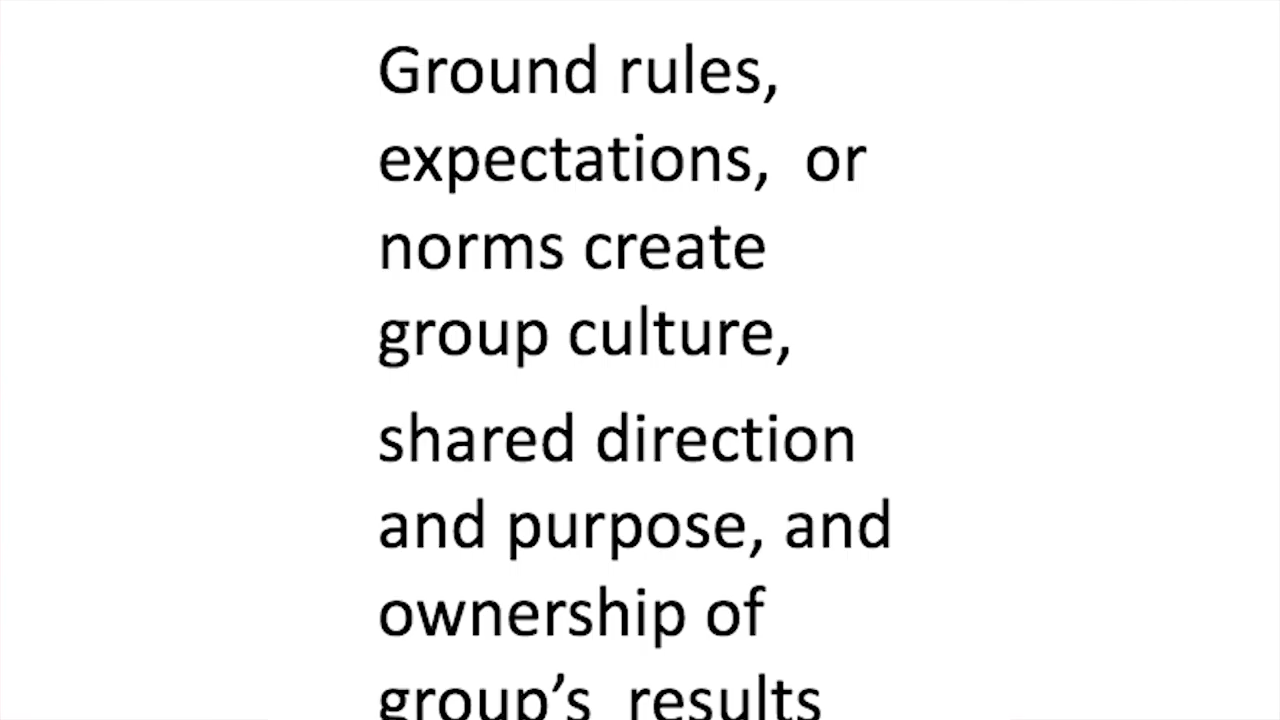 Ground rules,
expectations,  or
norms create
group culture,
shared direction
and purpose, and
ownership of
group’s  results